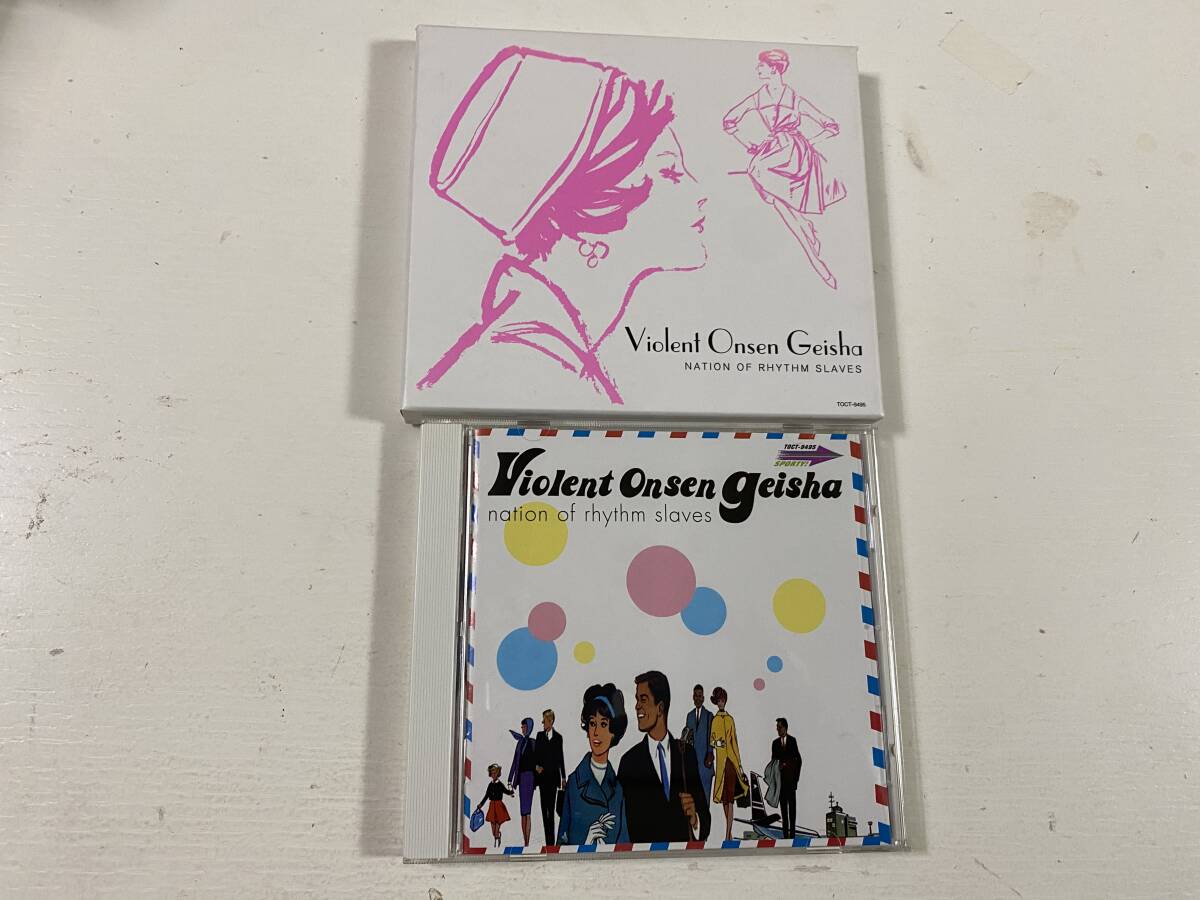 Violent Onsen Geisha
NATION OF RHYTHM SLAVES
TOCT-9495
TOCT-9495
SPORTY!
Violent Onsen geisha
nation of rhythm slaves